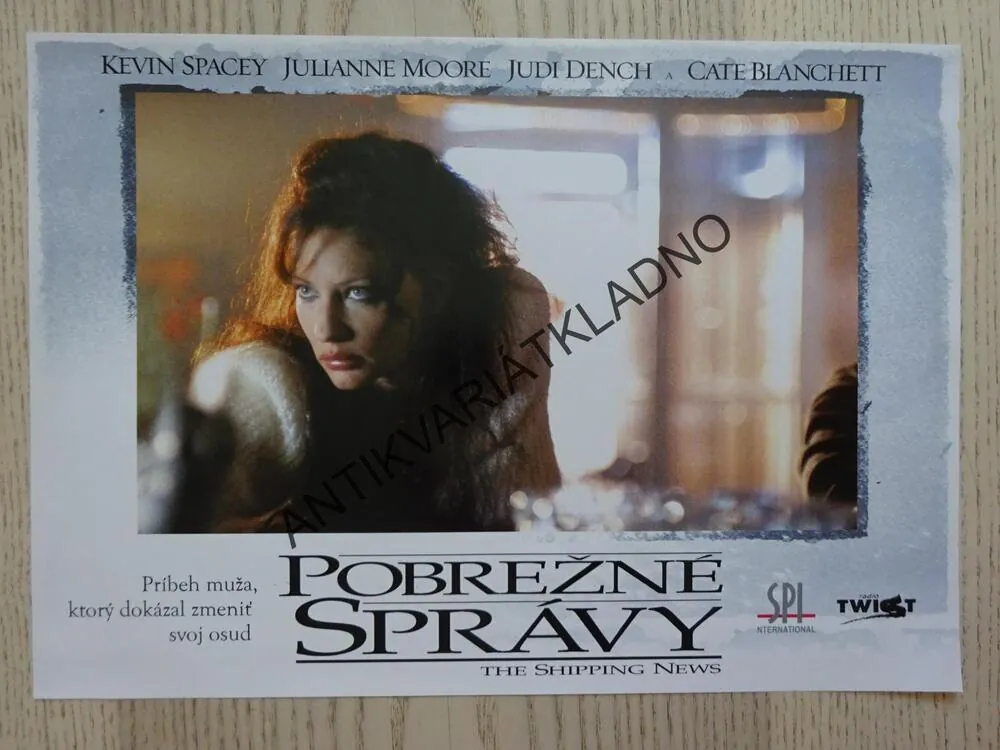 KEVIN SPACEY JULIANNE MOORE JUDI DENCH A CATE BLANCHETT
ANTIKVARIÁTKLADNO
Príbeh muža,
ktorý dokázal zmeniť
svoj osud
POBREŽNÉ
SPRÁVY
THE SHIPPING NEWS
SPI
INTERNATIONAL
radio
TWIST